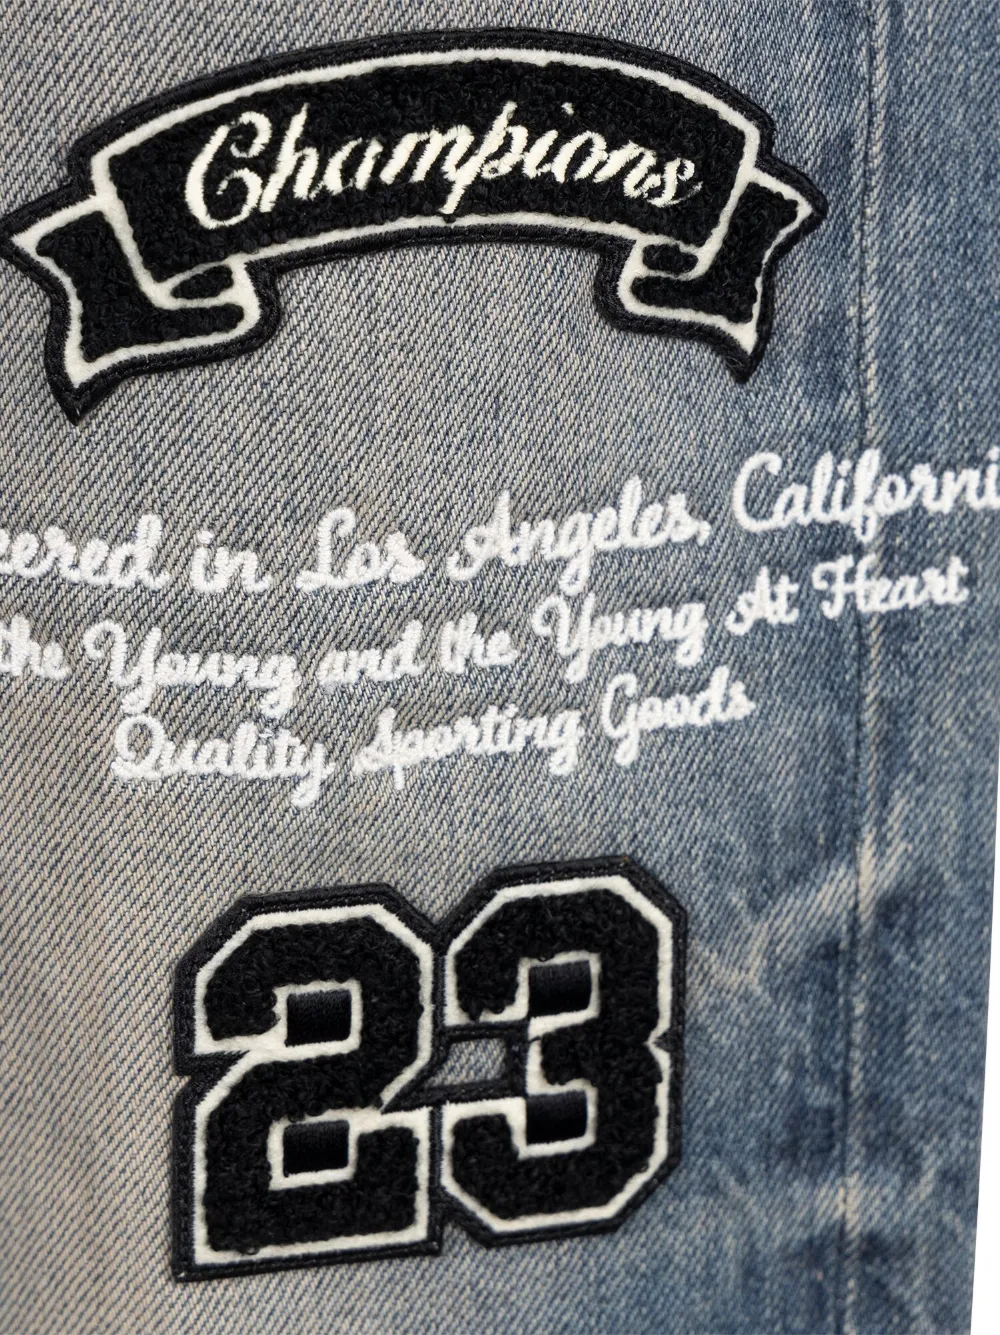 Champions
eered in Los Angeles, Californi
the Young and the Young At Heart
Quality Sporting Goods
23